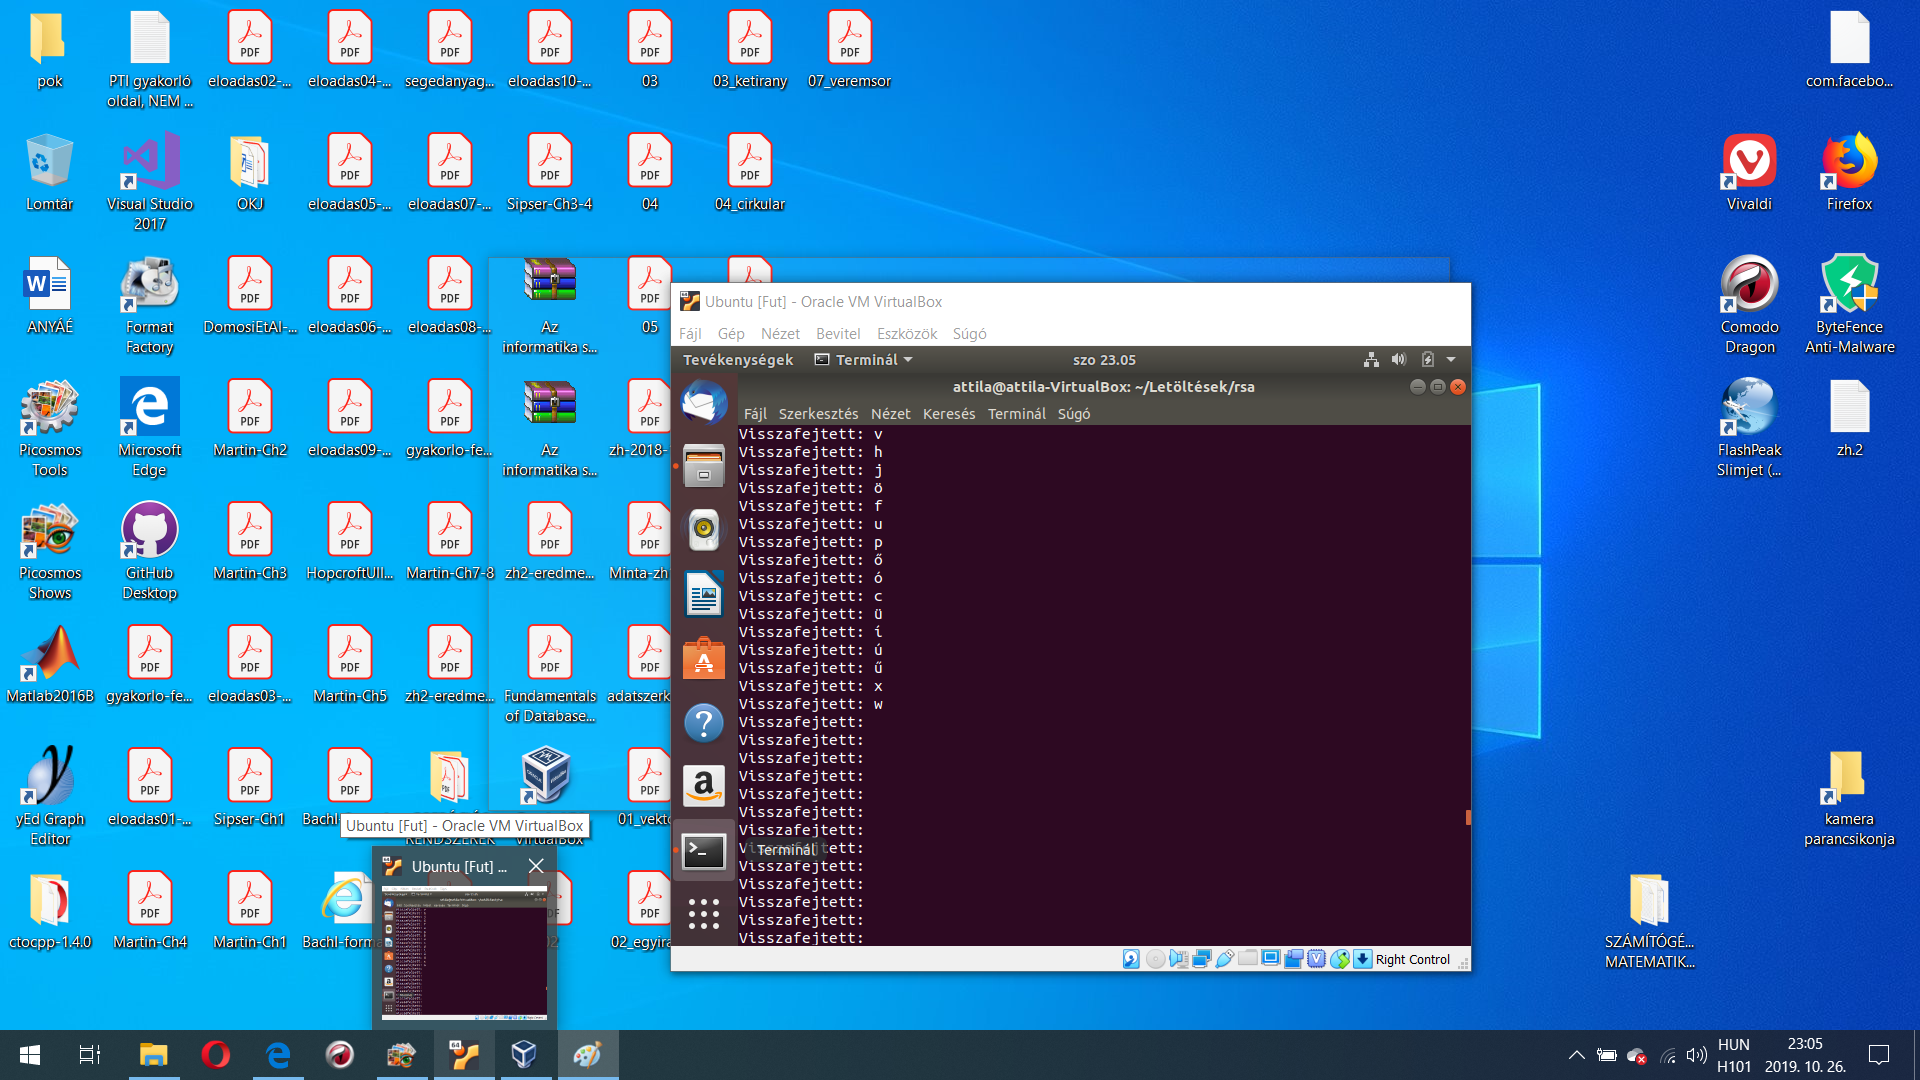 pok
PTI gyakorló
oldal, NEM ...
eloadas02-...
eloadas04-...
segedanyag...
eloadas10-...
03
03_ketirany
07_veremsor
com.facebo...
Lomtár
Visual Studio
2017
OKJ
eloadas05-...
eloadas07-...
Sipser-Ch3-4
04
04_cirkular
Vivaldi
Firefox
ANYÁÉ
Format
Factory
DomosiEtAl-...
eloadas06-...
eloadas08-...
Az
informatika s...
05
Comodo
Dragon
ByteFence
Anti-Malware
Picosmos
Tools
Microsoft
Edge
Martin-Ch2
eloadas09-...
gyakorlo-fe...
Az
informatika s...
zh-2018-
FlashPeak
Slimjet (...
zh.2
Picosmos
Shows
GitHub
Desktop
Martin-Ch3
HopcroftUll...
Martin-Ch7-8
zh2-eredme...
Minta-zh
Matlab2016B
gyakorlo-fe...
eloadas03-...
Martin-Ch5
zh2-eredme...
Fundamentals
of Database...
adatszerk
yEd Graph
Editor
eloadas01-...
Sipser-Ch1
Bachl
RENDSZEREK
VirtualBox
01_vekto
kamera
parancsikonja
ctocpp-1.4.0
Martin-Ch4
Martin-Ch1
Bachl-forma
02
02_egyira
SZÁMÍTÓGÉ...
MATEMATIK...
Ubuntu [Fut] - Oracle VM VirtualBox
Fájl Gép Nézet Bevitel Eszközök Súgó
Tevékenységek Terminál szo 23.05
attila@attila-VirtualBox: ~/Letöltések/rsa
Fájl Szerkesztés Nézet Keresés Terminál Súgó
Visszafejtett: v
Visszafejtett: h
Visszafejtett: j
Visszafejtett: ö
Visszafejtett: f
Visszafejtett: u
Visszafejtett: p
Visszafejtett: ő
Visszafejtett: ó
Visszafejtett: c
Visszafejtett: ü
Visszafejtett: í
Visszafejtett: ú
Visszafejtett: ű
Visszafejtett: x
Visszafejtett: w
Visszafejtett:
Visszafejtett:
Visszafejtett:
Visszafejtett:
Visszafejtett:
Visszafejtett:
Visszafejtett:
Terminál
Visszafejtett:
Visszafejtett:
Visszafejtett:
Visszafejtett:
Visszafejtett:
Right Control
Ubuntu [Fut] - Oracle VM VirtualBox
Ubuntu [Fut] ...
HUN
H101
23:05
2019. 10. 26.